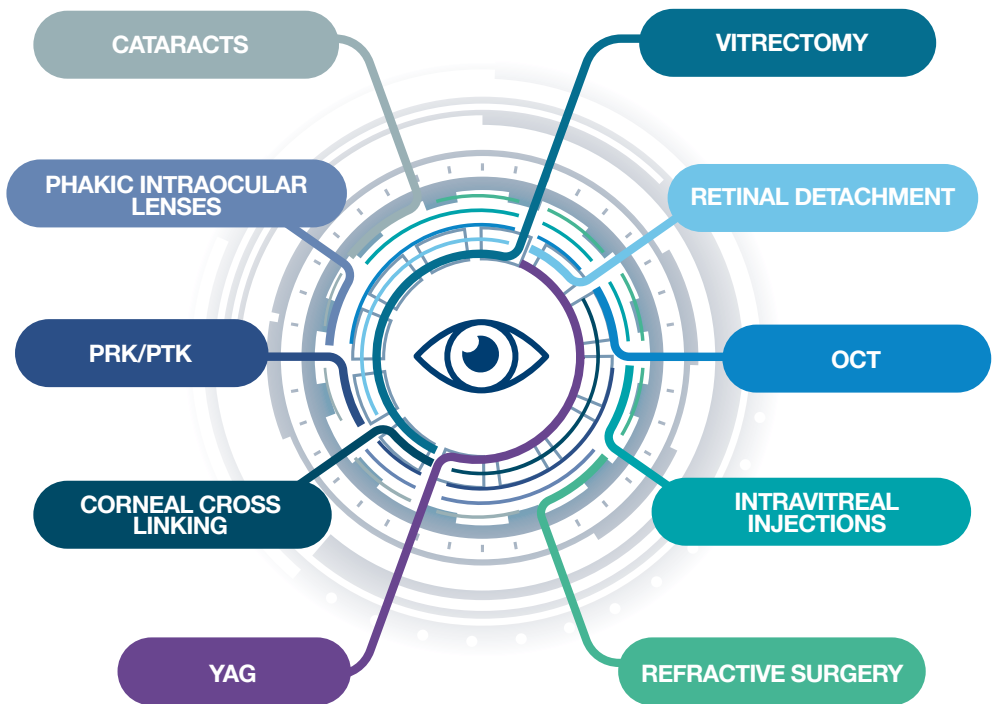 CATARACTS
VITRECTOMY
PHAKIC INTRAOCULAR
LENSES
RETINAL DETACHMENT
PRK/PTK
OCT
CORNEAL CROSS
LINKING
INTRAVITREAL
INJECTIONS
YAG
REFRACTIVE SURGERY